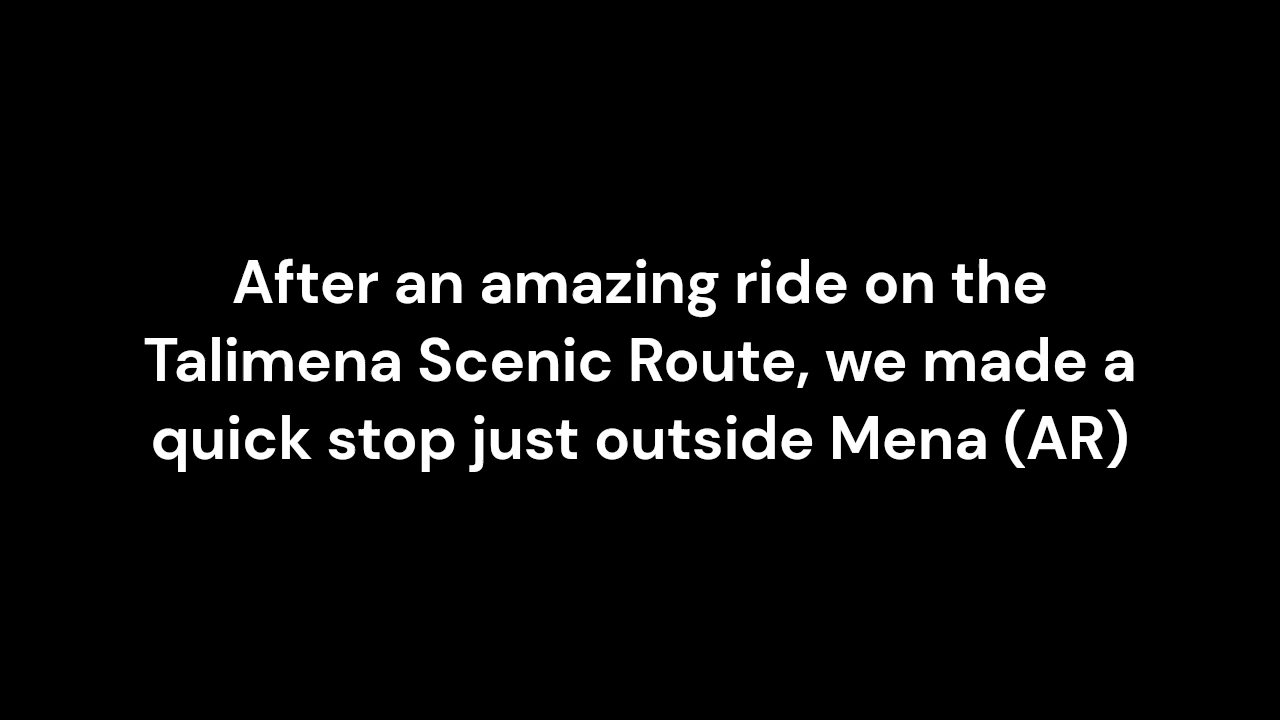 After an amazing ride on the
Talimena Scenic Route, we made a
quick stop just outside Mena (AR)